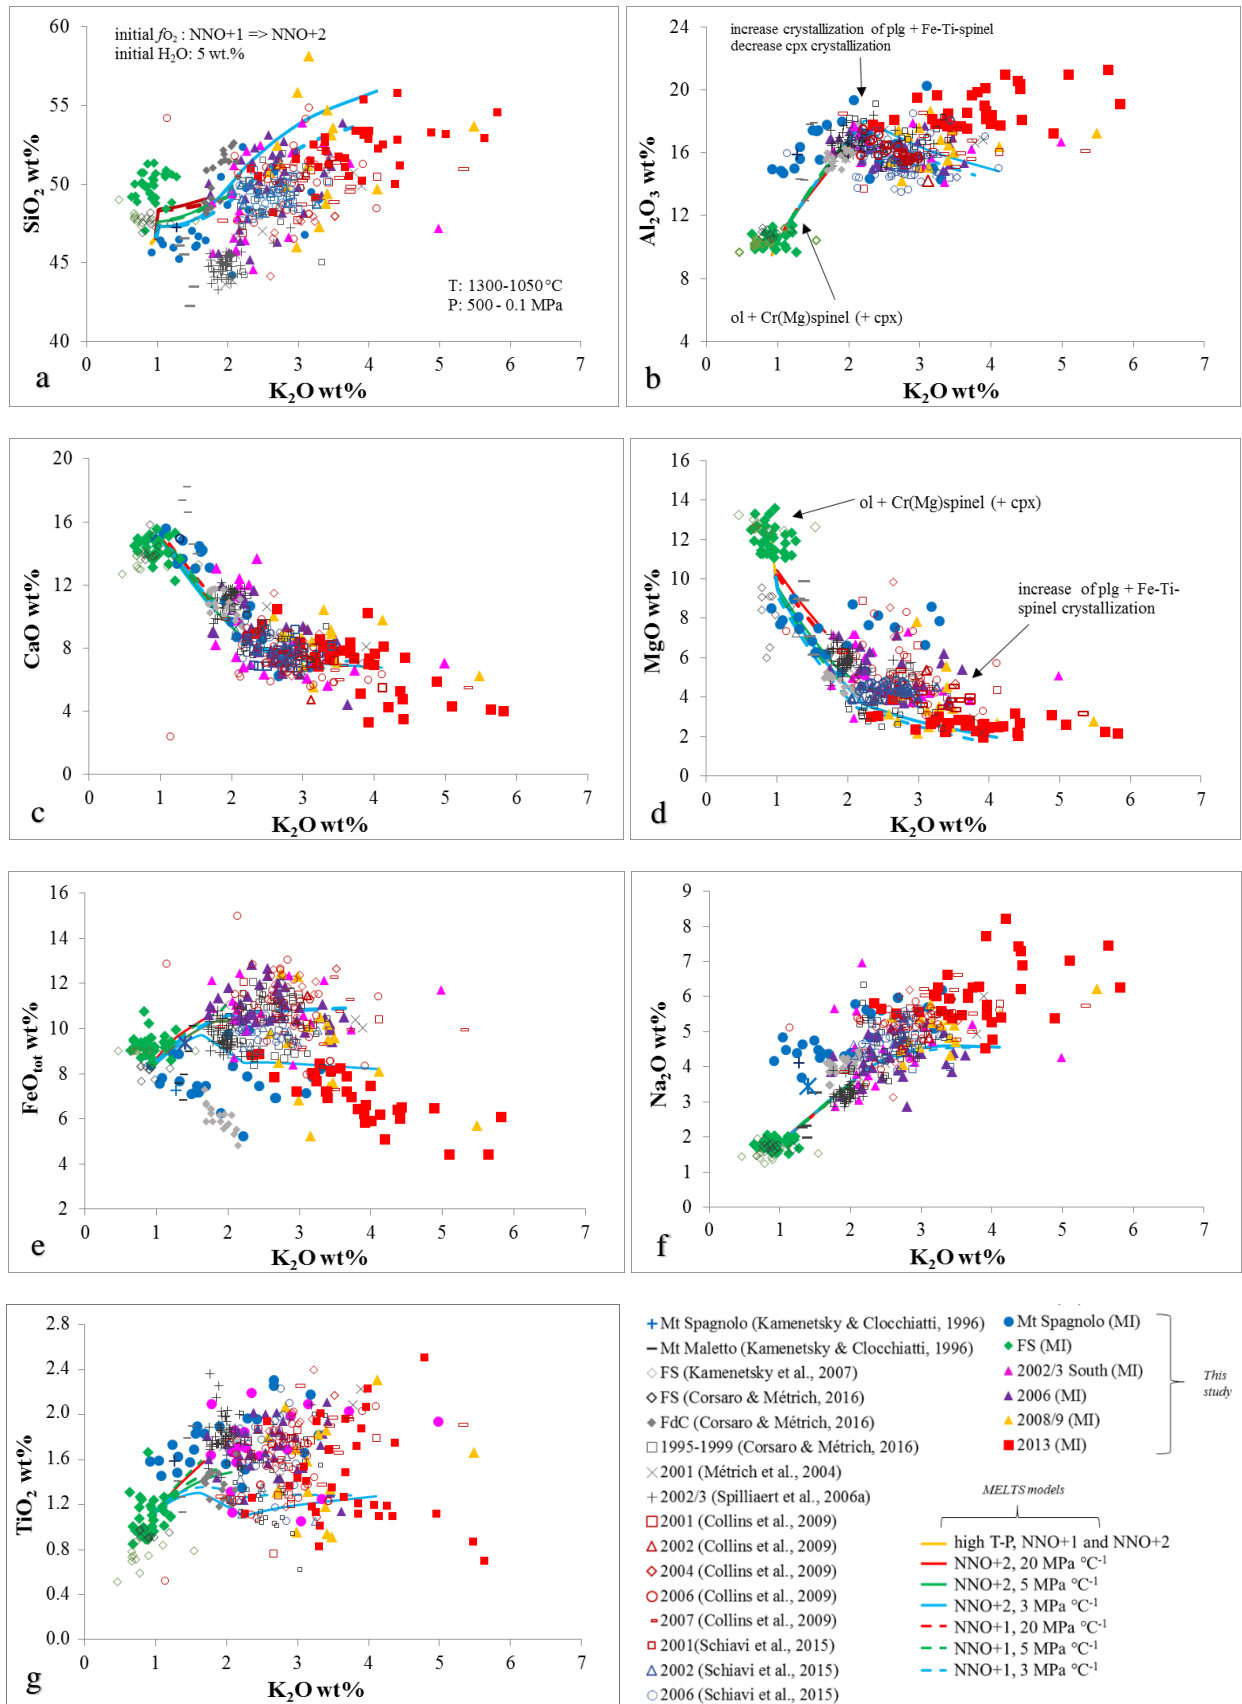 60
55
50
45
40
SiO2 wt%
initial fO2 : NNO+1 => NNO+2
initial H2O: 5 wt.%
T: 1300-1050 °C
P: 500 - 0.1 MPa
0 1 2 3 4 5 6 7
a
K2O wt%
24
20
16
12
8
4
Al2O3 wt%
increase crystallization of plg + Fe-Ti-spinel
decrease cpx crystallization
ol + Cr(Mg)spinel (+ cpx)
0 1 2 3 4 5 6 7
b
K2O wt%
20
16
12
8
4
0
CaO wt%
0 1 2 3 4 5 6 7
c
K2O wt%
16
14
12
10
8
6
4
2
0
MgO wt%
ol + Cr(Mg)spinel (+ cpx)
increase of plg + Fe-Ti-
spinel crystallization
0 1 2 3 4 5 6 7
d
K2O wt%
16
14
12
10
8
6
4
2
FeOtot wt%
0 1 2 3 4 5 6 7
e
K2O wt%
9
8
7
6
5
4
3
2
1
0
Na2O wt%
0 1 2 3 4 5 6 7
f
K2O wt%
2.8
2.4
2.0
1.6
1.2
0.8
0.4
0.0
TiO2 wt%
0 1 2 3 4 5 6 7
g
K2O wt%
Mt Spagnolo (Kamenetsky & Clocchiatti, 1996)
Mt Maletto (Kamenetsky & Clocchiatti, 1996)
FS (Kamenetsky et al., 2007)
FS (Corsaro & Métrich, 2016)
FdC (Corsaro & Métrich, 2016)
1995-1999 (Corsaro & Métrich, 2016)
2001 (Métrich et al., 2004)
2002/3 (Spilliaert et al., 2006a)
2001 (Collins et al., 2009)
2002 (Collins et al., 2009)
2004 (Collins et al., 2009)
2006 (Collins et al., 2009)
2007 (Collins et al., 2009)
2001(Schiavi et al., 2015)
2002 (Schiavi et al., 2015)
2006 (Schiavi et al., 2015)
Mt Spagnolo (MI)
FS (MI)
2002/3 South (MI)
2006 (MI)
2008/9 (MI)
2013 (MI)
This
study
MELTS models
high T-P, NNO+1 and NNO+2
NNO+2, 20 MPa °C-1
NNO+2, 5 MPa °C-1
NNO+2, 3 MPa °C-1
NNO+1, 20 MPa °C-1
NNO+1, 5 MPa °C-1
NNO+1, 3 MPa °C-1